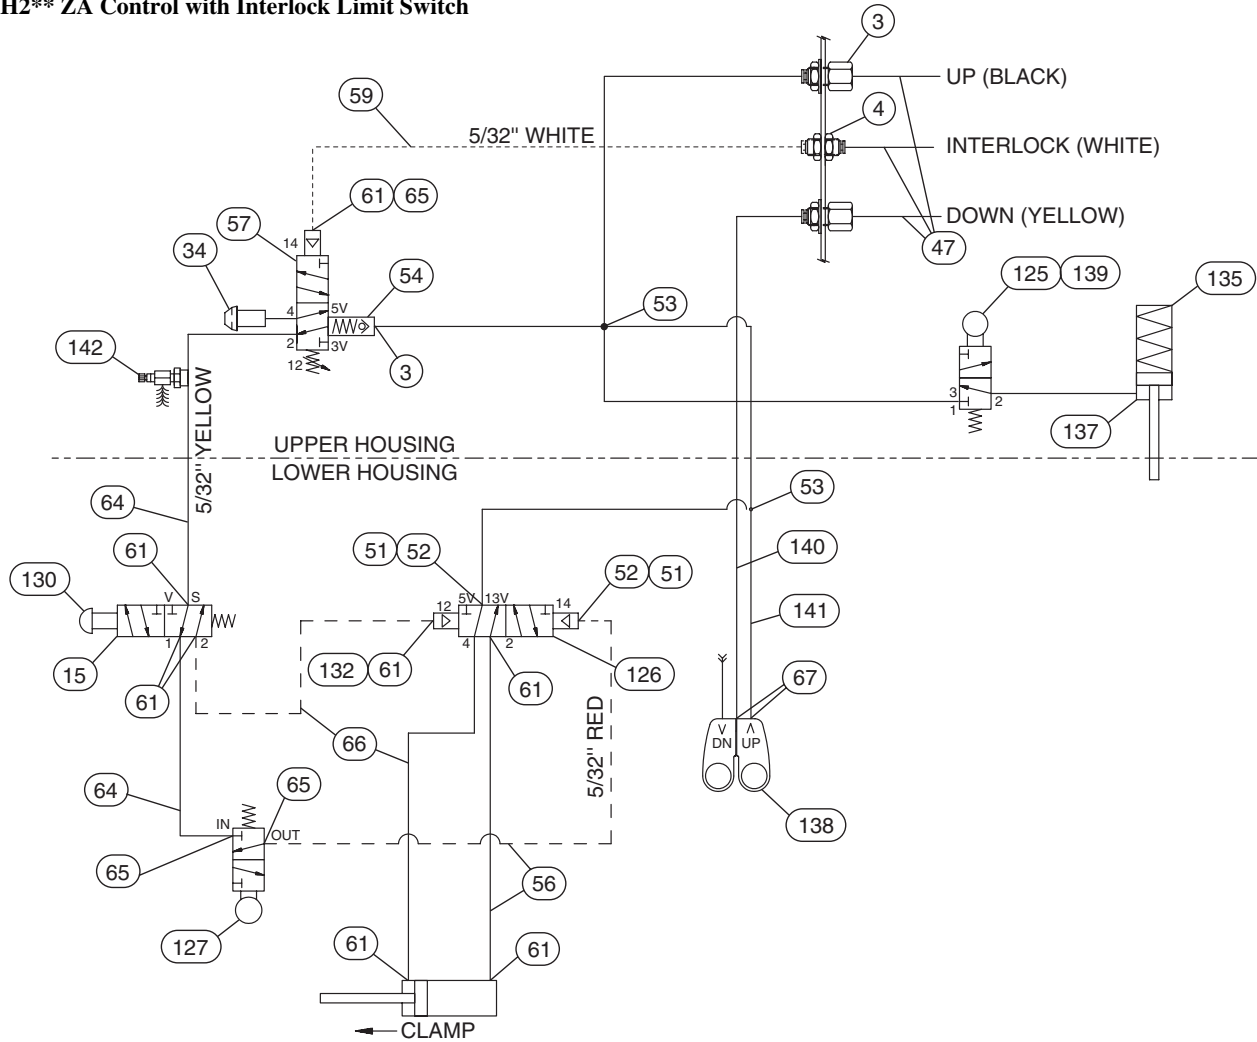 H2** ZA Control with Interlock Limit Switch
3
UP (BLACK)
59
5/32" WHITE
4
INTERLOCK (WHITE)
61 65
DOWN (YELLOW)
57
14
47
34
54
125 139
135
4 5V
53
142
2 3V
12
3
3
1 2
137
5/32" YELLOW
UPPER HOUSING
LOWER HOUSING
64
53
61
51 52
140
130
52 51
V S
12 5V 13V 14
141
1 2
4 2
15
132 61
126
61
61
67
66
5/32" RED
V
DN
Λ
UP
64
65
IN OUT
138
65
56
127
61
61
CLAMP